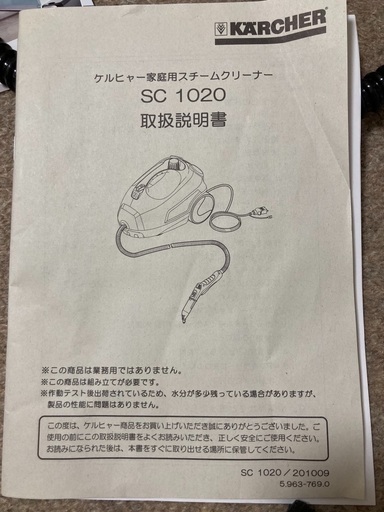 KÄRCHER
ケルヒャー家庭用スチームクリーナー
SC 1020
取扱説明書
※この商品は業務用ではありません。
※この商品は組み立てが必要です。
※作動テスト後出荷されているため、水分が多少残っている場合がありますが、
製品の性能に問題はありません。
この度は、ケルヒャー商品をお買い上げいただき誠にありがとうございました。ご
使用の前にこの取扱説明書をよくお読みいただき、正しく安全にご使用ください。
お読みになられた後は、本書をすぐに取り出せる場所に保管してください。
SC 1020/201009
5.963-769.0